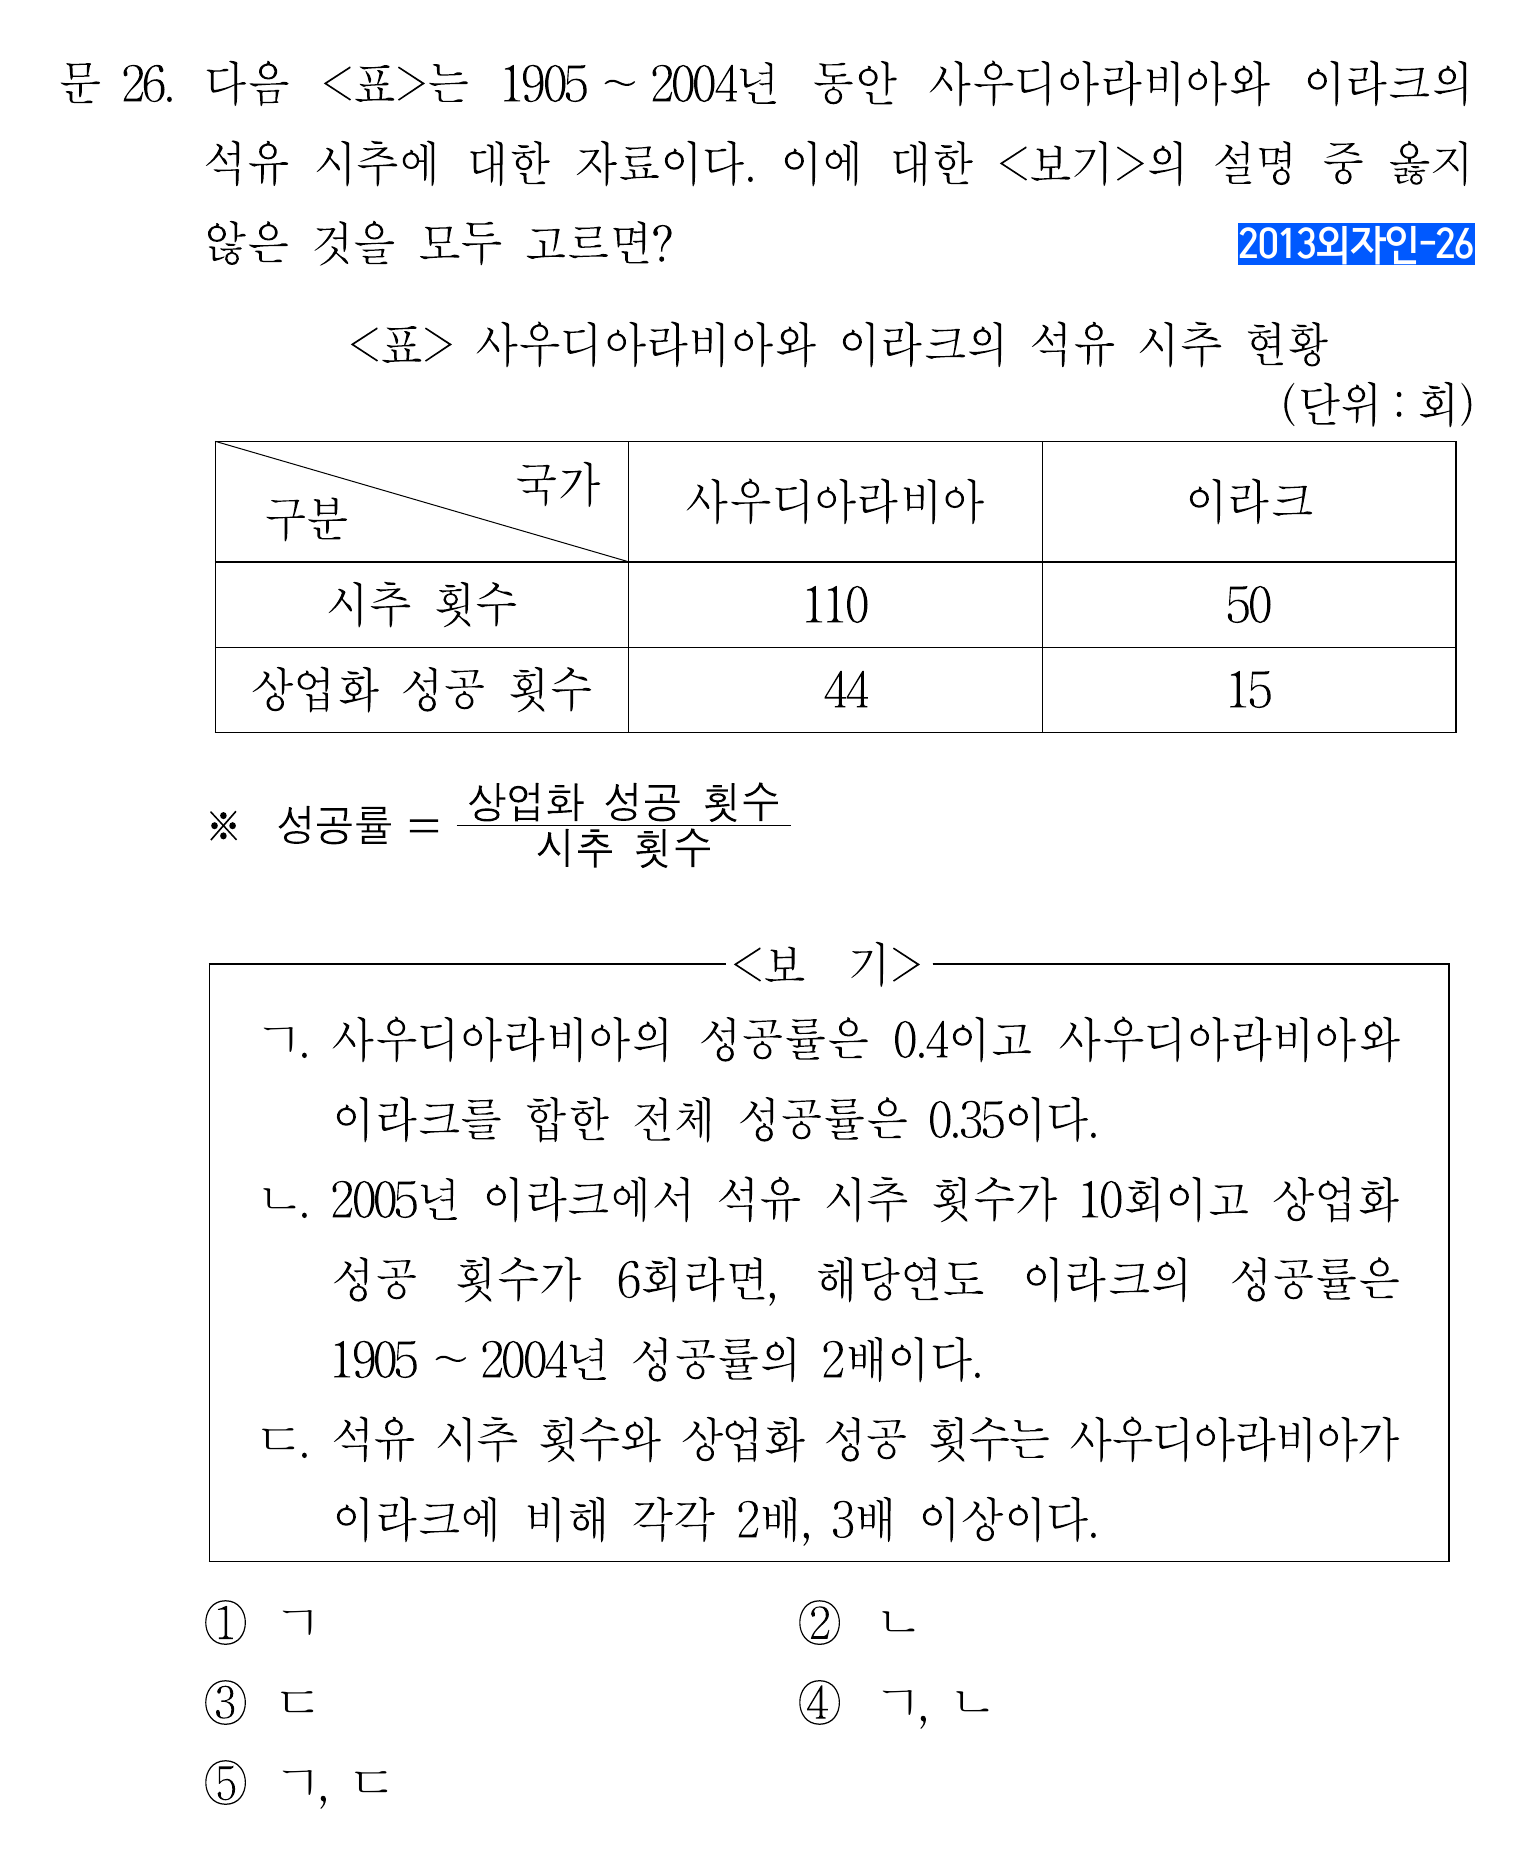 문 26. 다음 <표>는 1905 ~ 2004년 동안 사우디아라비아와 이라크의
석유 시추에 대한 자료이다. 이에 대한 <보기>의 설명 중 옳지
않은 것을 모두 고르면?
2013외자인-26
<표> 사우디아라비아와 이라크의 석유 시추 현황
(단위 : 회)
국가
구분
사우디아라비아
이라크
시추 횟수 110 50
상업화 성공 횟수 44 15
※ 성공률 = 상업화 성공 횟수
시추 횟수
<보 기>
ㄱ. 사우디아라비아의 성공률은 0.4이고 사우디아라비아와
이라크를 합한 전체 성공률은 0.35이다.
ㄴ. 2005년 이라크에서 석유 시추 횟수가 10회이고 상업화
성공 횟수가 6회라면, 해당연도 이라크의 성공률은
1905 ~ 2004년 성공률의 2배이다.
ㄷ. 석유 시추 횟수와 상업화 성공 횟수는 사우디아라비아가
이라크에 비해 각각 2배, 3배 이상이다.
① ㄱ
② ㄴ
③ ㄷ
④ ㄱ, ㄴ
⑤ ㄱ, ㄷ